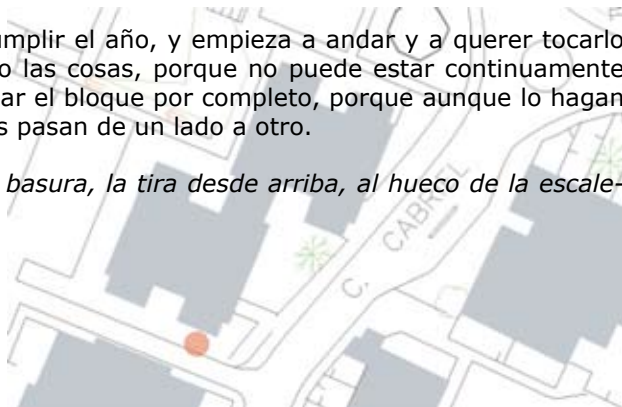 umplir el año, y empieza a andar y a querer tocarlo
o las cosas, porque no puede estar continuamente
ar el bloque por completo, porque aunque lo hagan
s pasan de un lado a otro.
basura, la tira desde arriba, al hueco de la escale-
C. CABRIOL